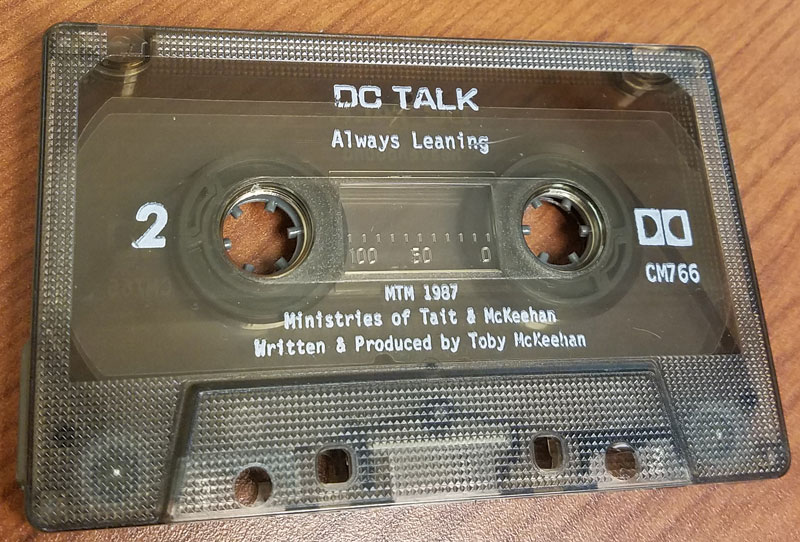 DC TALK
Always Leaning
2
100 50 0
CM766
MTM 1987
Ministries of Tait & McKeehan
Written & Produced by Toby McKeehan